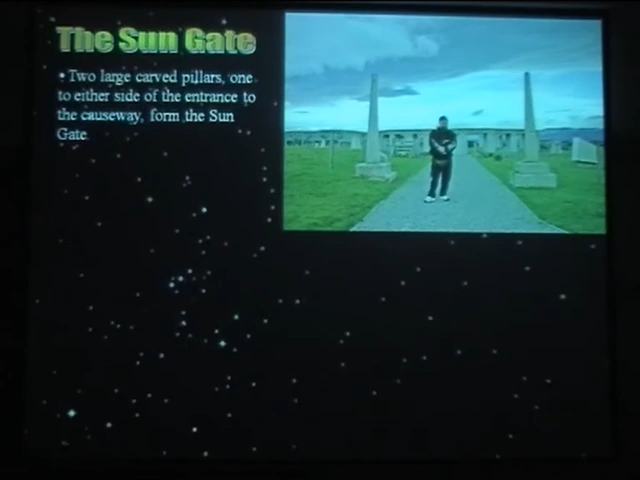 The Sun Gate
• Two large carved pillars, one
to either side of the entrance to
the causeway, form the Sun
Gate.